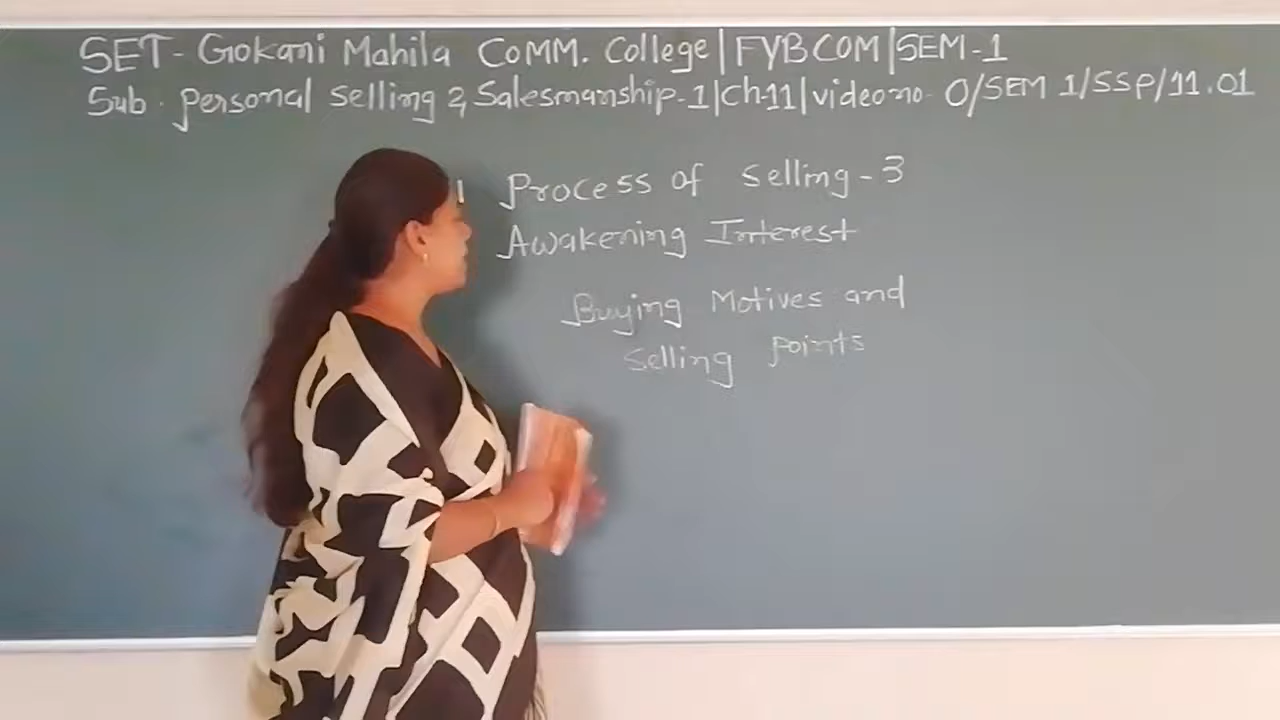 SET- Gokani Mahila Comm. College | FYBCOM | SEM-1
Sub. Personal selling & Salesmanship-1 | Ch-11 | video no- O/SEM 1/SSP/11.01
Process of selling-3
Awakening Interest
Buying Motives and
selling points